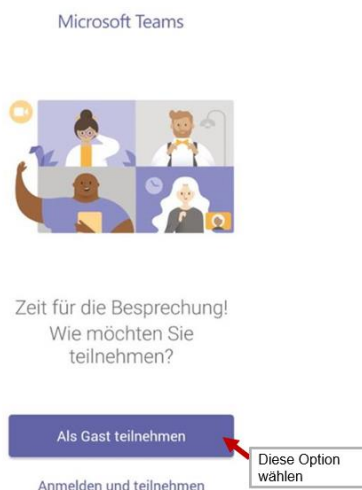 Microsoft Teams
Zeit für die Besprechung!
Wie möchten Sie
teilnehmen?
Als Gast teilnehmen
Diese Option
wählen
Anmelden und teilnehmen